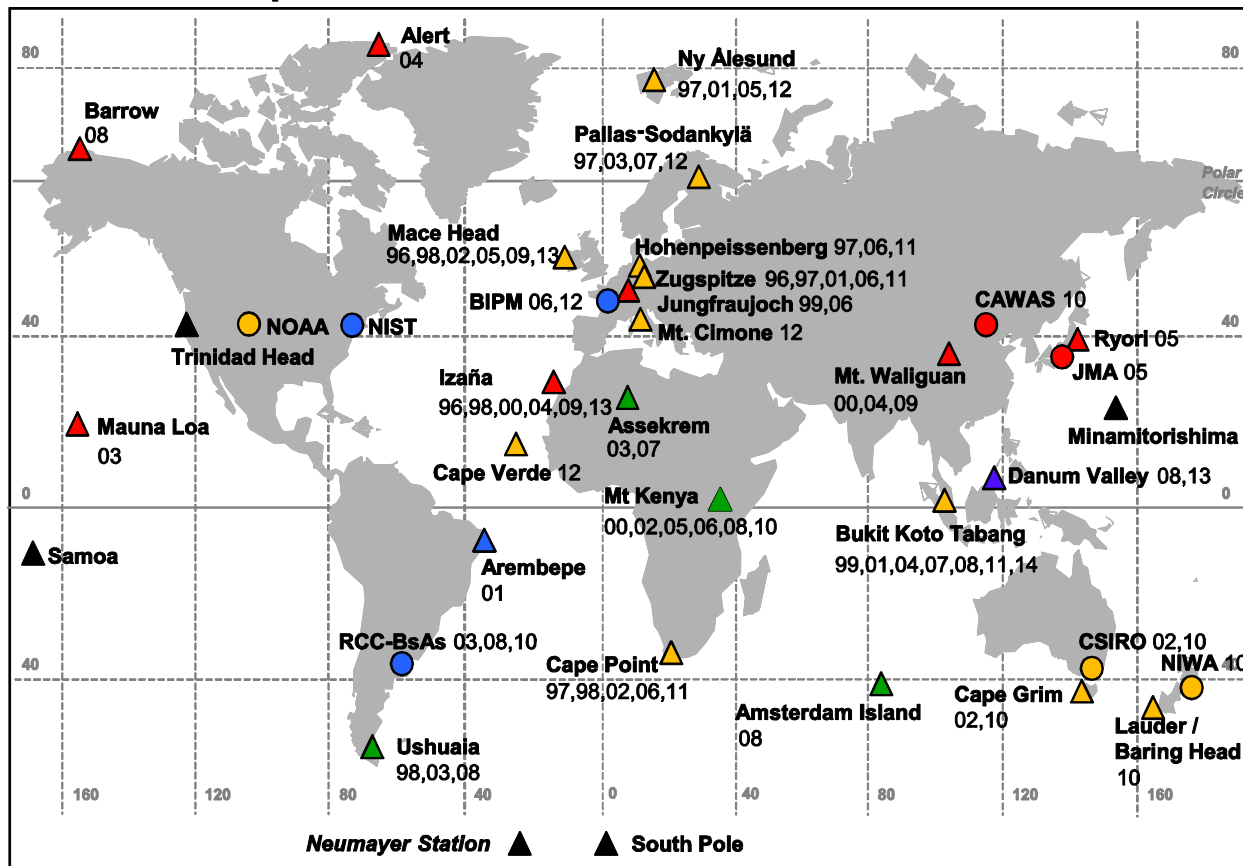 Alert
04
80
Ny Ålesund
97,01,05,12
80
Barrow
08
Pallas-Sodankylä
97,03,07,12
Polar
Circle
Mace Head
96,98,02,05,09,13
Hohenpeissenberg 97,06,11
Zugspitze 96,97,01,06,11
BIPM 06,12
Jungfraujoch 99,06
CAWAS 10
NOAA
NIST
Mt. Cimone 12
40
40
Trinidad Head
Ryori 05
JMA 05
Izaña
96,98,00,04,09,13
Mt. Waliguan
00,04,09
Mauna Loa
03
Assekrem
03,07
Minamitorishima
Cape Verde 12
Danum Valley 08,13
0
Mt Kenya
00,02,05,06,08,10
0
Bukit Koto Tabang
99,01,04,07,08,11,14
Samoa
Arembepe
01
RCC-BsAs 03,08,10
CSIRO 02,10
Cape Point
97,98,02,06,11
NIWA 10
40
40
Cape Grim
02,10
Amsterdam Island
08
Lauder /
Baring Head
10
Ushuaia
98,03,08
160
120
80
40
0
40
80
120
160
Neumayer Station
South Pole